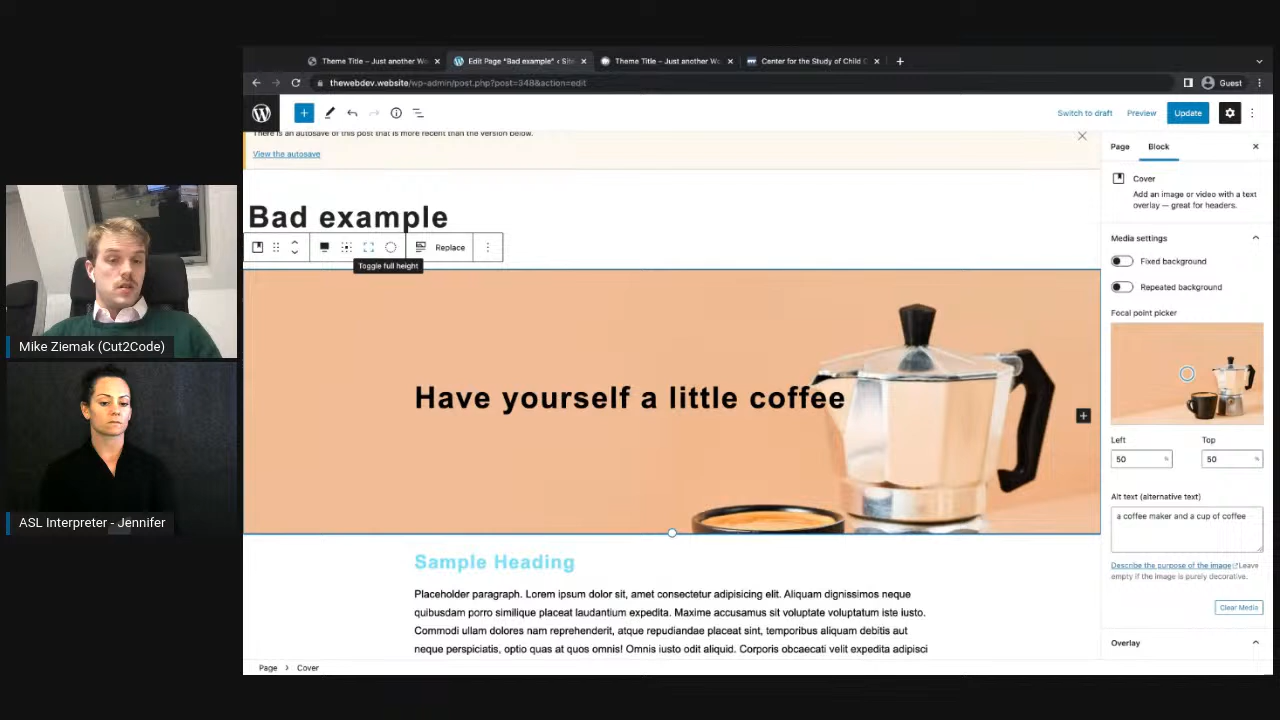 Theme Title – Just another Wo
Edit Page "Bad example" ‹ Site
Theme Title – Just another Wo
Center for the Study of Child C
thewebdev.website/wp-admin/post.php?post=348&action=edit
Guest
Switch to draft
Preview
Update
There is an autosave of this post that is more recent than the version below.
View the autosave
Page
Block
Cover
Add an image or video with a text
overlay — great for headers.
Bad example
Replace
Toggle full height
Media settings
Fixed background
Repeated background
Focal point picker
Have yourself a little coffee
Left
Top
50 %
50 %
Alt text (alternative text)
a coffee maker and a cup of coffee
Describe the purpose of the image Leave
empty if the image is purely decorative.
Clear Media
Overlay
Sample Heading
Placeholder paragraph. Lorem ipsum dolor sit, amet consectetur adipisicing elit. Aliquam dignissimos neque
quibusdam porro similique placeat laudantium expedita. Maxime accusamus sit voluptate voluptatum iste iusto.
Commodi ullam dolores nam reprehenderit, atque repudiandae placeat sint, temporibus aliquam debitis aut
neque perspiciatis, optio quas at quos omnis! Omnis iusto odit aliquid. Corporis obcaecati velit expedita adipisci
Page › Cover
Mike Ziemak (Cut2Code)
ASL Interpreter - Jennifer